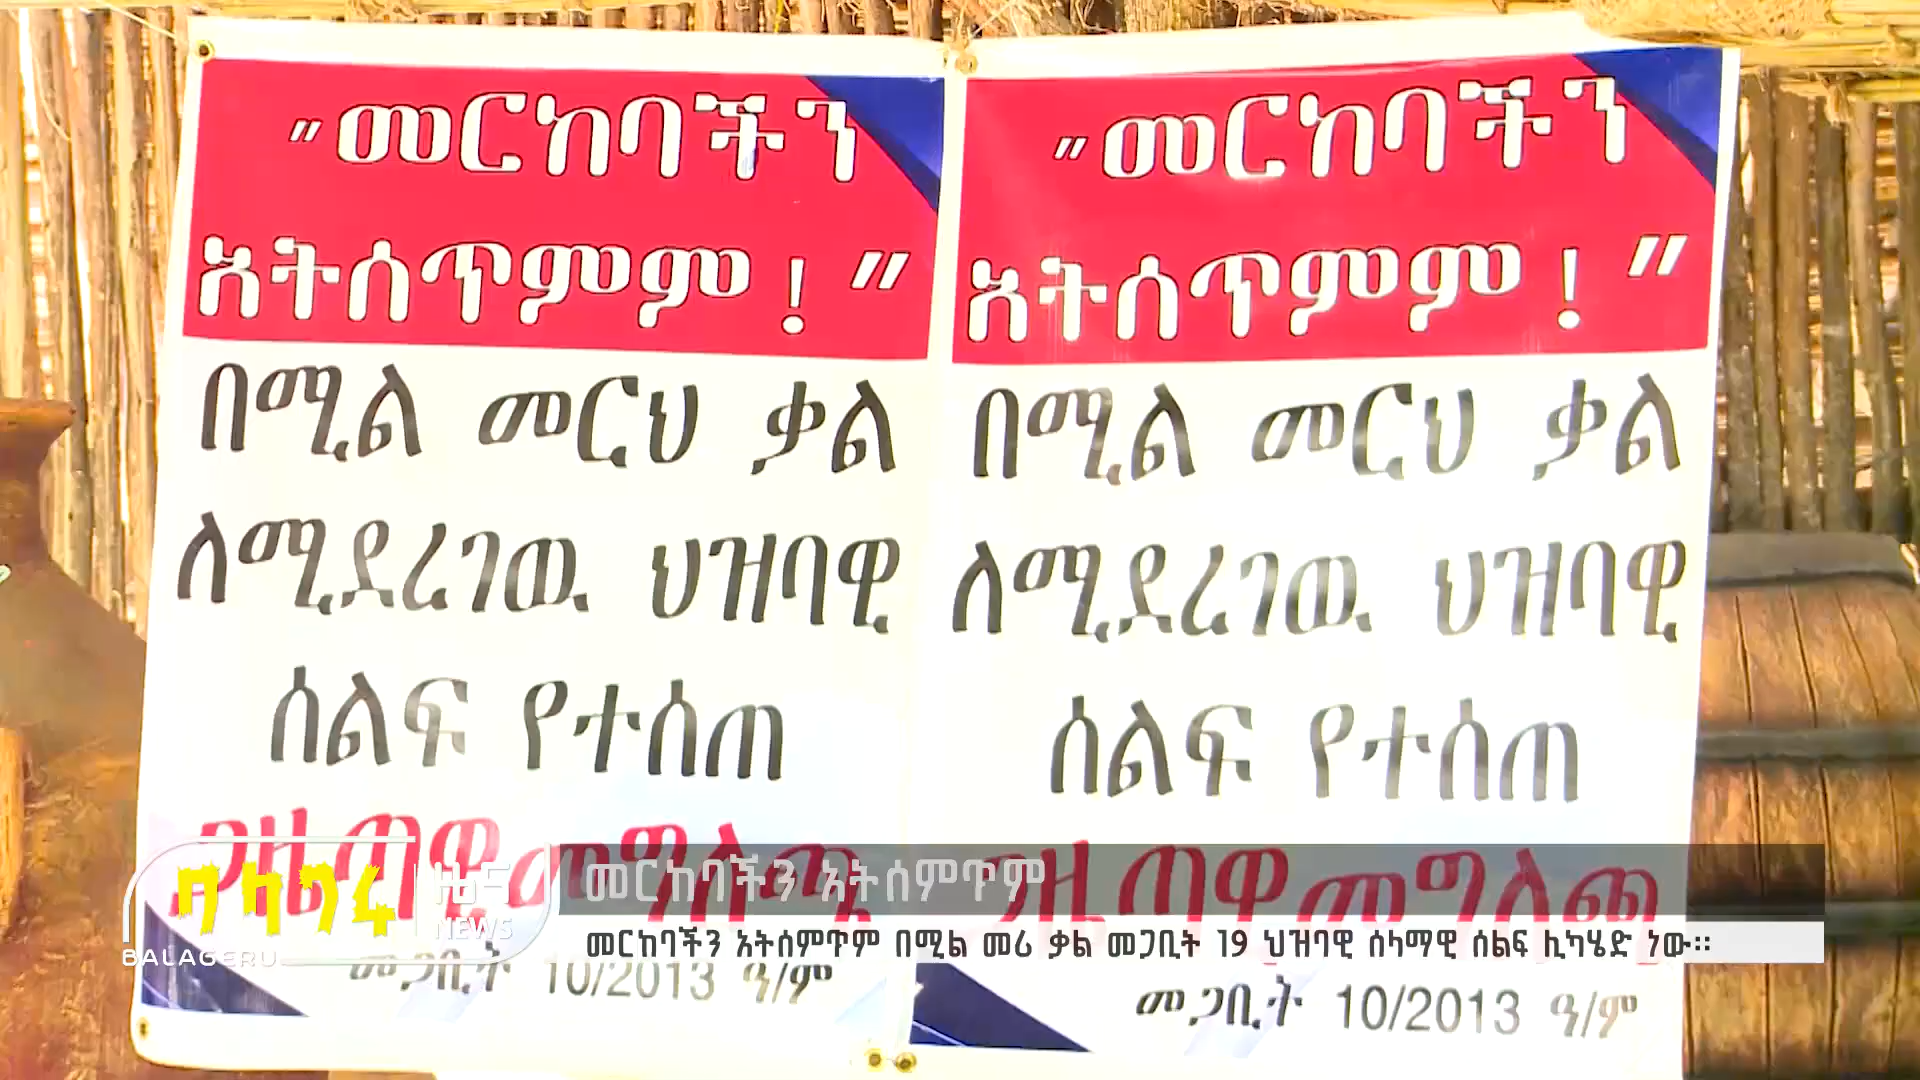 "መርከባችን
አትሰጥምም!"
በሚል መርህ ቃል
ለሚደረገዉ ህዝባዊ
ሰልፍ የተሰጠ
ጋዜጣዊ መግለጫ
መጋቢት 10/2013 ዓ/ም
"መርከባችን
አትሰጥምም!"
በሚል መርህ ቃል
ለሚደረገዉ ህዝባዊ
ሰልፍ የተሰጠ
ጋዜጣዊ መግለጫ
መጋቢት 10/2013 ዓ/ም
ባላገሩ ዜና
NEWS
BALAGERU
መርከባችን አትሰምጥም
መርከባችን አትሰምጥም በሚል መሪ ቃል መጋቢት 19 ህዝባዊ ሰላማዊ ሰልፍ ሊካሄድ ነው።